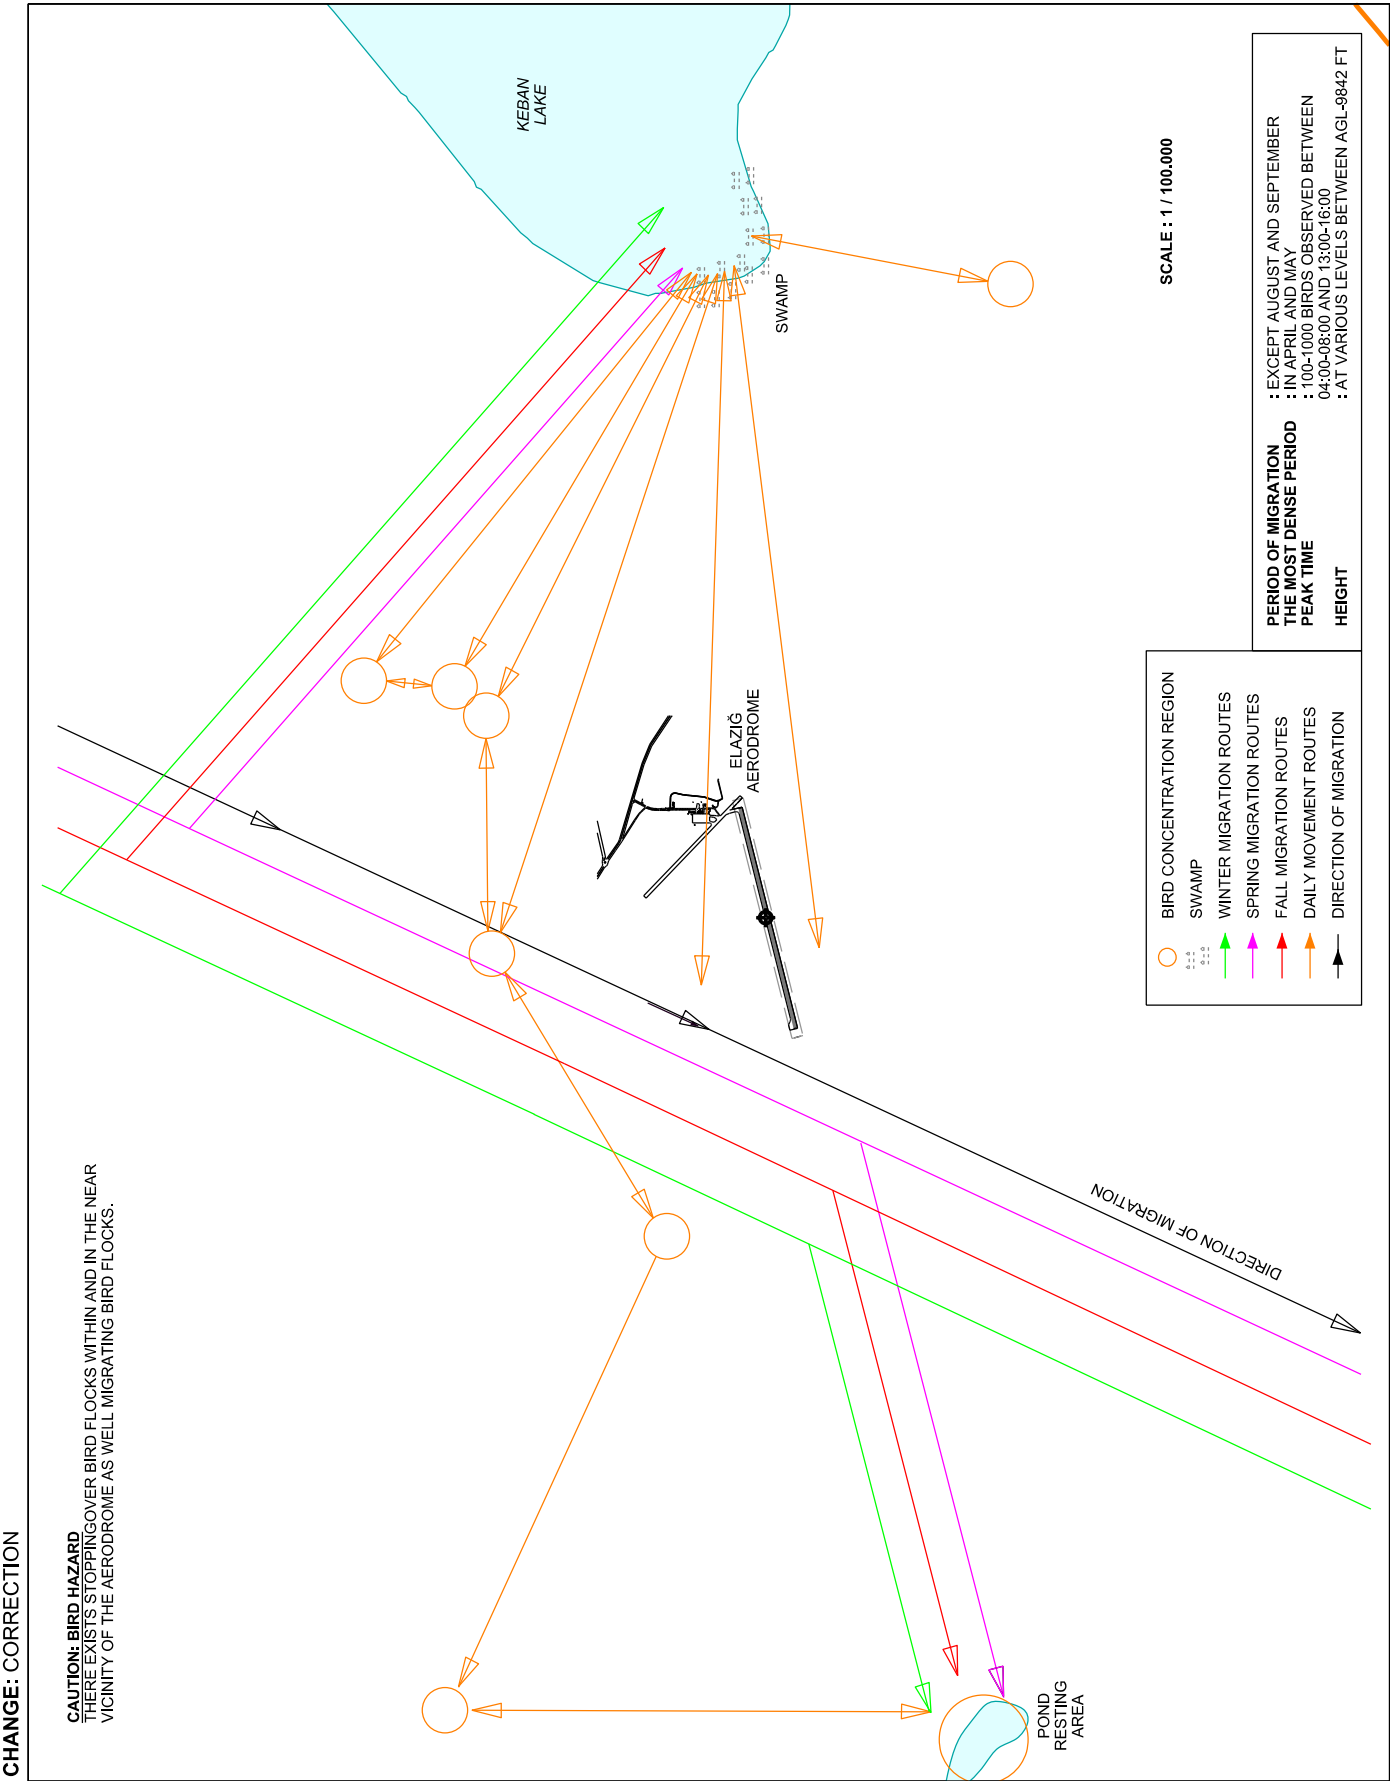 CHANGE: CORRECTION
CAUTION: BIRD HAZARD
THERE EXISTS STOPPINGOVER BIRD FLOCKS WITHIN AND IN THE NEAR
VICINITY OF THE AERODROME AS WELL MIGRATING BIRD FLOCKS.
KEBAN
LAKE
SWAMP
ELAZIĞ
AERODROME
POND
RESTING
AREA
DIRECTION OF MIGRATION
SCALE : 1 / 100.000
BIRD CONCENTRATION REGION
SWAMP
WINTER MIGRATION ROUTES
SPRING MIGRATION ROUTES
FALL MIGRATION ROUTES
DAILY MOVEMENT ROUTES
DIRECTION OF MIGRATION
PERIOD OF MIGRATION : EXCEPT AUGUST AND SEPTEMBER
THE MOST DENSE PERIOD : IN APRIL AND MAY
PEAK TIME : 100-1000 BIRDS OBSERVED BETWEEN
04:00-08:00 AND 13:00-16:00
HEIGHT : AT VARIOUS LEVELS BETWEEN AGL-9842 FT